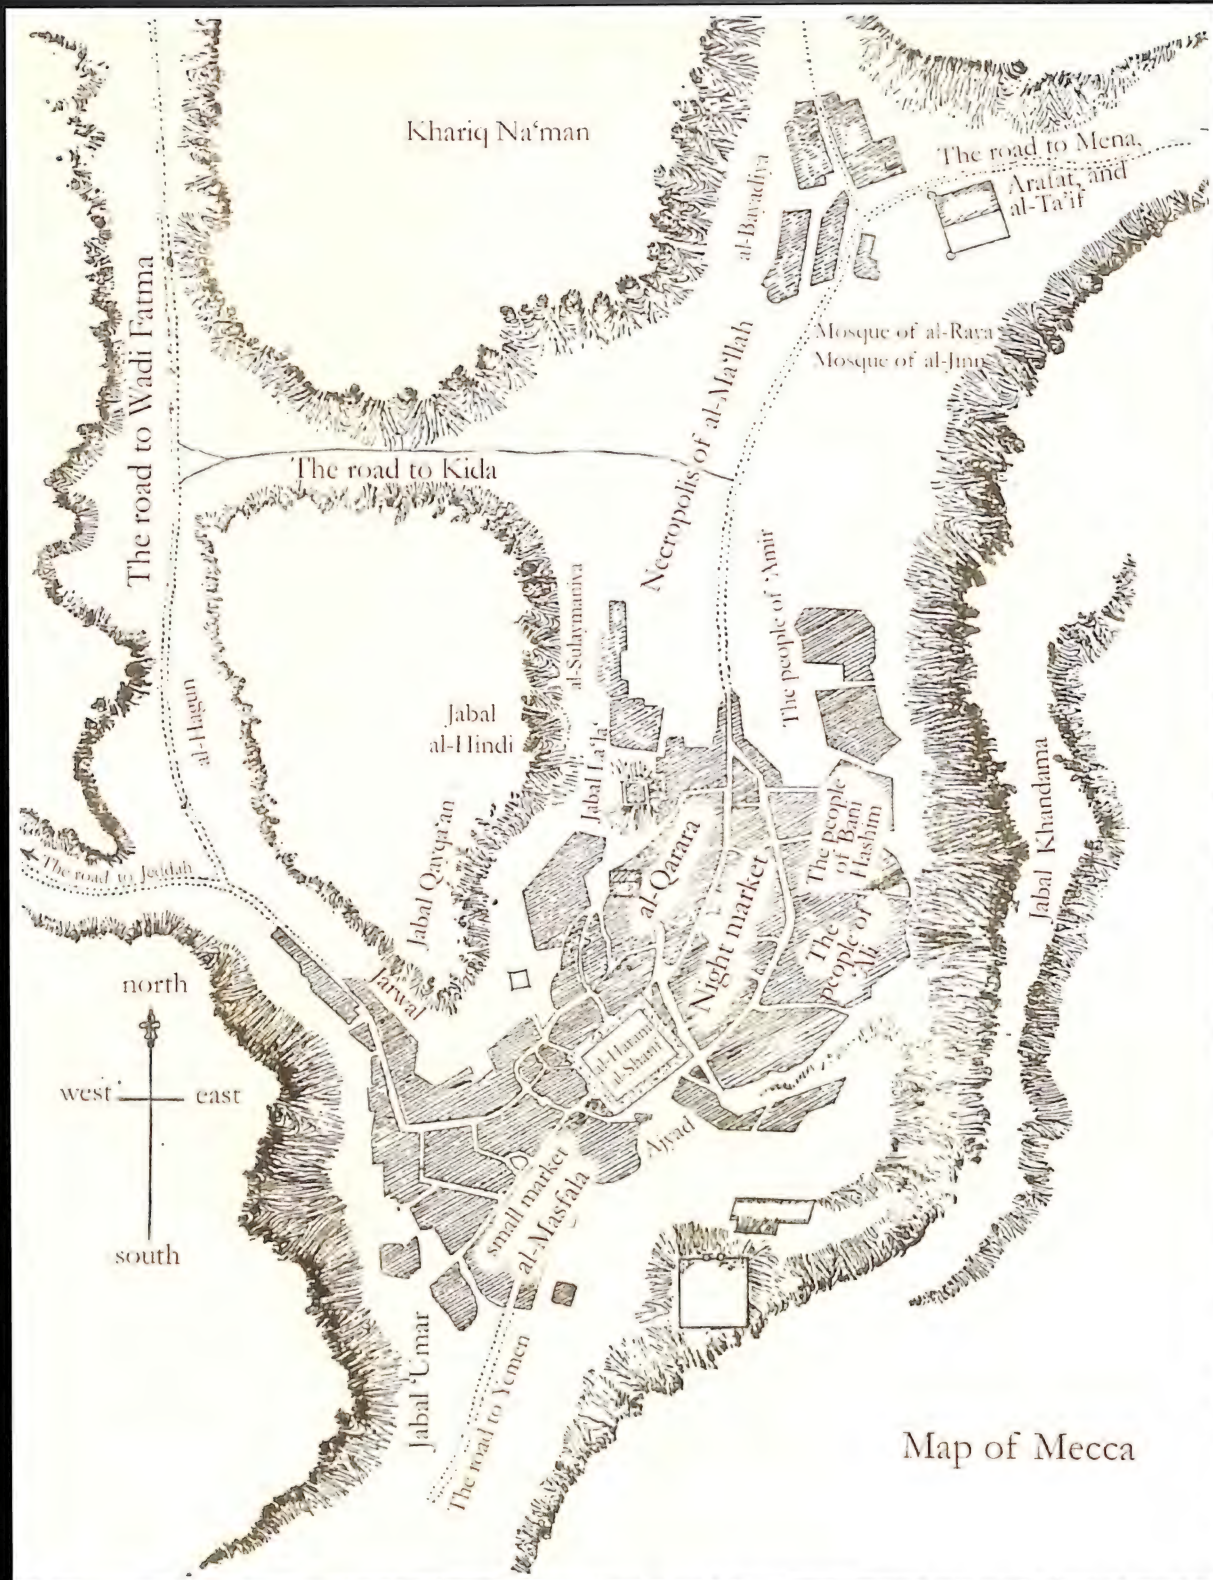 Khariq Na‘man
The road to Mena,
Arafat, and
al-Ta’if
al-Bayadiya
The road to Wadi Fatma
Mosque of al-Raya
Mosque of al-Jinn
Necropolis of al-Ma‘llah
The road to Kida
The people of ‘Amir
al-Sulaymaniya
al-Hagun
Jabal
al-Hindi
Jabal La‘la‘
Jabal Khandama
The people
of Bani
Hashim
al-Qarara
Night market
The
people of
‘Ali
Jabal Qayqa‘an
The road to Jeddah
Jarwal
north
west
east
south
al-Haram
al-Sharif
Ajyad
small market
al-Masfala
Jabal ‘Umar
The road to Yemen
Map of Mecca